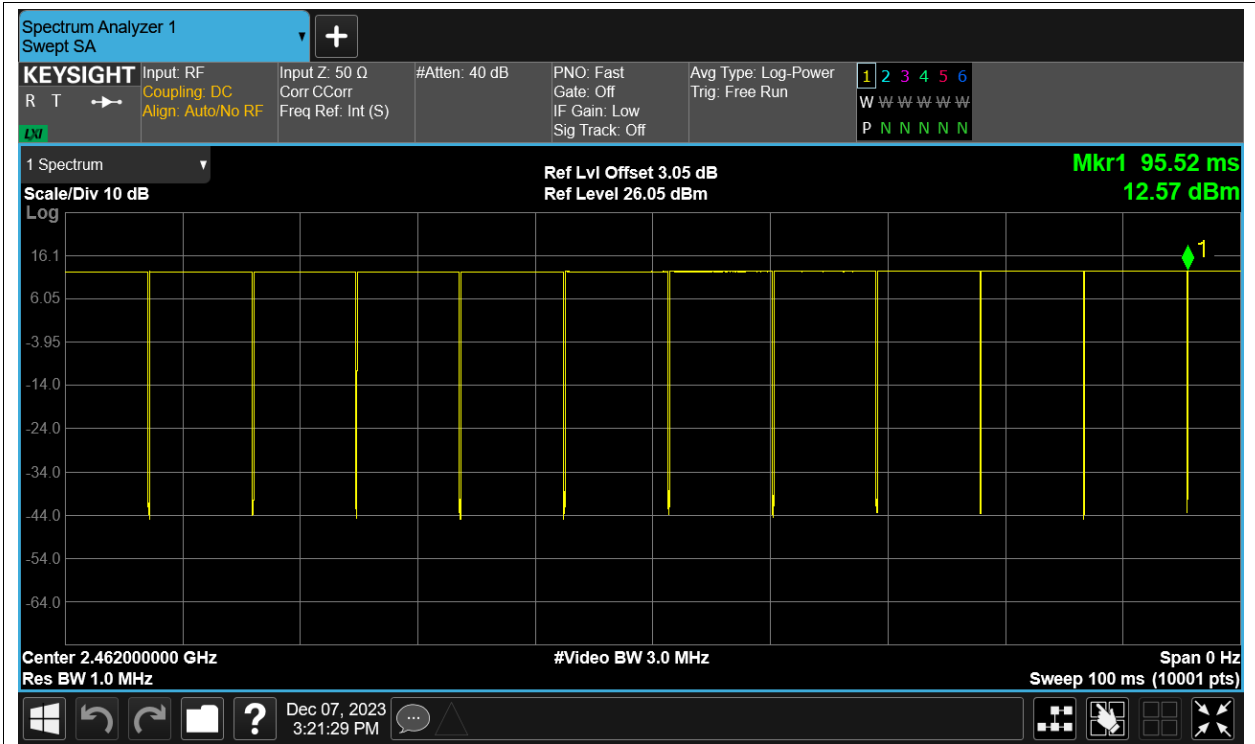 Spectrum Analyzer 1
Swept SA
KEYSIGHT
R T
LXI
Input: RF
Coupling: DC
Align: Auto/No RF
Input Z: 50 Ω
Corr CCorr
Freq Ref: Int (S)
#Atten: 40 dB
PNO: Fast
Gate: Off
IF Gain: Low
Sig Track: Off
Avg Type: Log-Power
Trig: Free Run
1 2 3 4 5 6
W W W W W W
P N N N N N
1 Spectrum
Scale/Div 10 dB
Log
Ref Lvl Offset 3.05 dB
Ref Level 26.05 dBm
Mkr1 95.52 ms
12.57 dBm
1
16.1
6.05
-3.95
-14.0
-24.0
-34.0
-44.0
-54.0
-64.0
Center 2.462000000 GHz
#Video BW 3.0 MHz
Span 0 Hz
Res BW 1.0 MHz
Sweep 100 ms (10001 pts)
?
Dec 07, 2023
3:21:29 PM